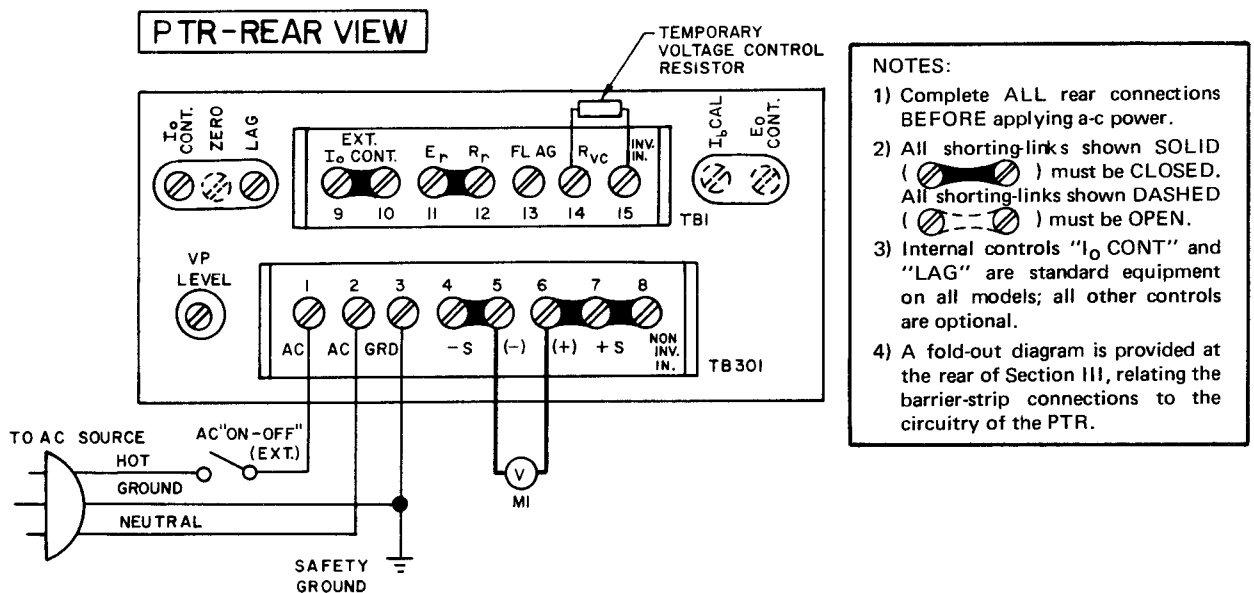 PTR-REAR VIEW
TEMPORARY
VOLTAGE CONTROL
RESISTOR
Io
CONT.
ZERO
LAG
EXT.
Io CONT.
Er
Rr
FLAG
RVC
INV.
IN.
9 10 11 12 13 14 15
TB1
IbCAL
Eo
CONT.
VP
LEVEL
1 2 3 4 5 6 7 8
AC AC GRD -S (-) (+) +S
NON
INV.
IN.
TB301
TO AC SOURCE
AC "ON-OFF"
(EXT.)
HOT
GROUND
NEUTRAL
V
M1
SAFETY
GROUND
NOTES:
1) Complete ALL rear connections
BEFORE applying a-c power.
2) All shorting-links shown SOLID
( ) must be CLOSED.
All shorting-links shown DASHED
( ) must be OPEN.
3) Internal controls "Io CONT" and
"LAG" are standard equipment
on all models; all other controls
are optional.
4) A fold-out diagram is provided at
the rear of Section III, relating the
barrier-strip connections to the
circuitry of the PTR.